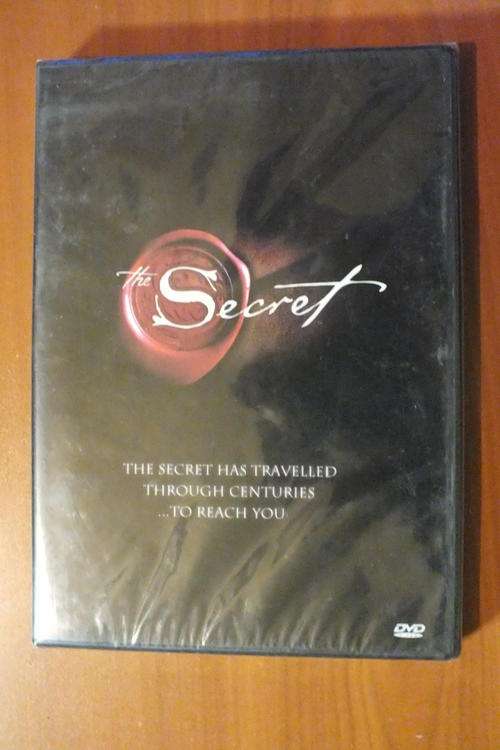 the Secret
THE SECRET HAS TRAVELLED
THROUGH CENTURIES
...TO REACH YOU
DVD